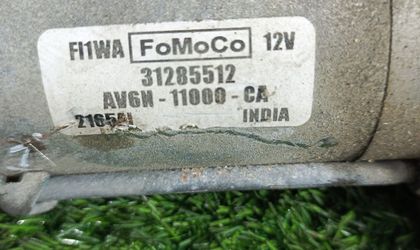 FI1WA FoMoCo 12V
31285512
AV6N - 11000 - CA
INDIA